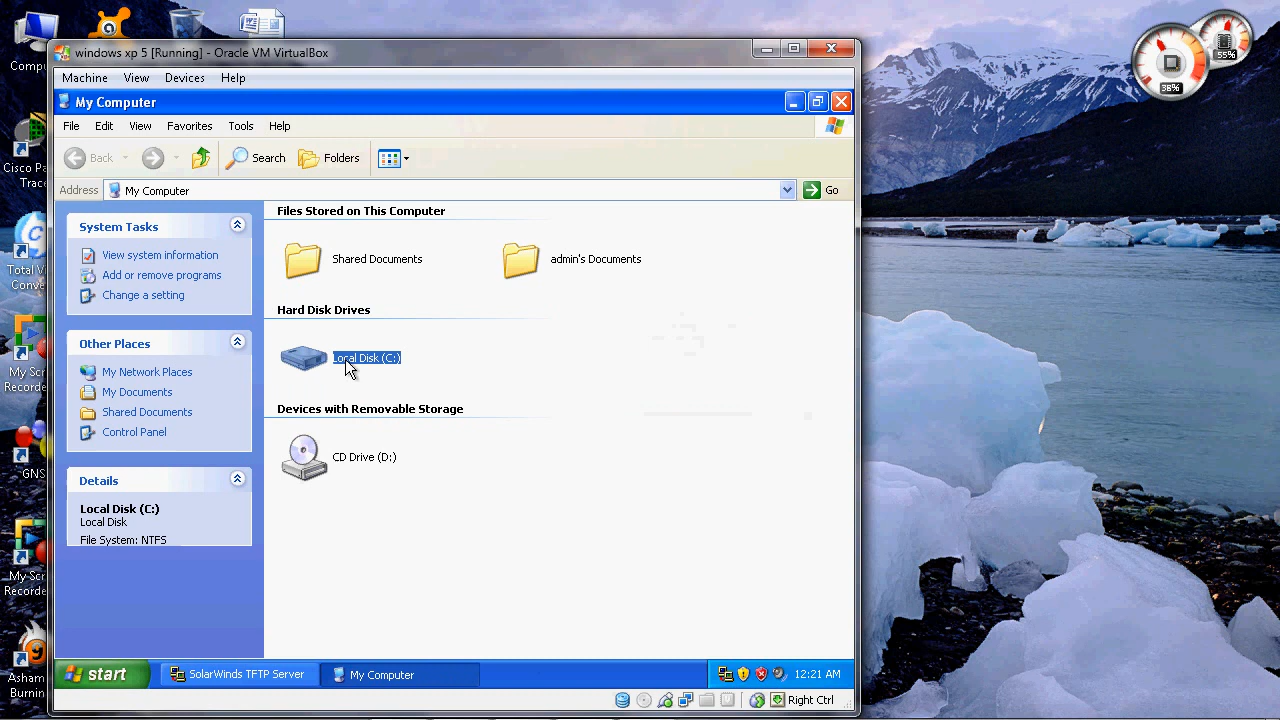 Comp
windows xp 5 [Running] - Oracle VM VirtualBox
Machine View Devices Help
My Computer
File Edit View Favorites Tools Help
Back Search Folders
Address My Computer Go
System Tasks
View system information
Add or remove programs
Change a setting
Other Places
My Network Places
My Documents
Shared Documents
Control Panel
Details
Local Disk (C:)
Local Disk
File System: NTFS
Files Stored on This Computer
Shared Documents admin's Documents
Hard Disk Drives
Local Disk (C:)
Devices with Removable Storage
CD Drive (D:)
start SolarWinds TFTP Server My Computer 12:21 AM
Right Ctrl
Cisco Pa
Trace
Total Vi
Conve
My Scr
Recorde
GNS
My Scr
Recorde
Asham
Burnin
38%
55%